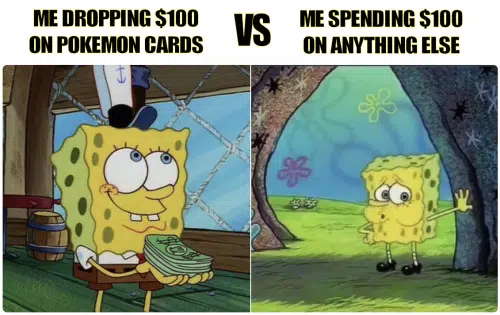 ME DROPPING $100
ON POKEMON CARDS
VS
ME SPENDING $100
ON ANYTHING ELSE